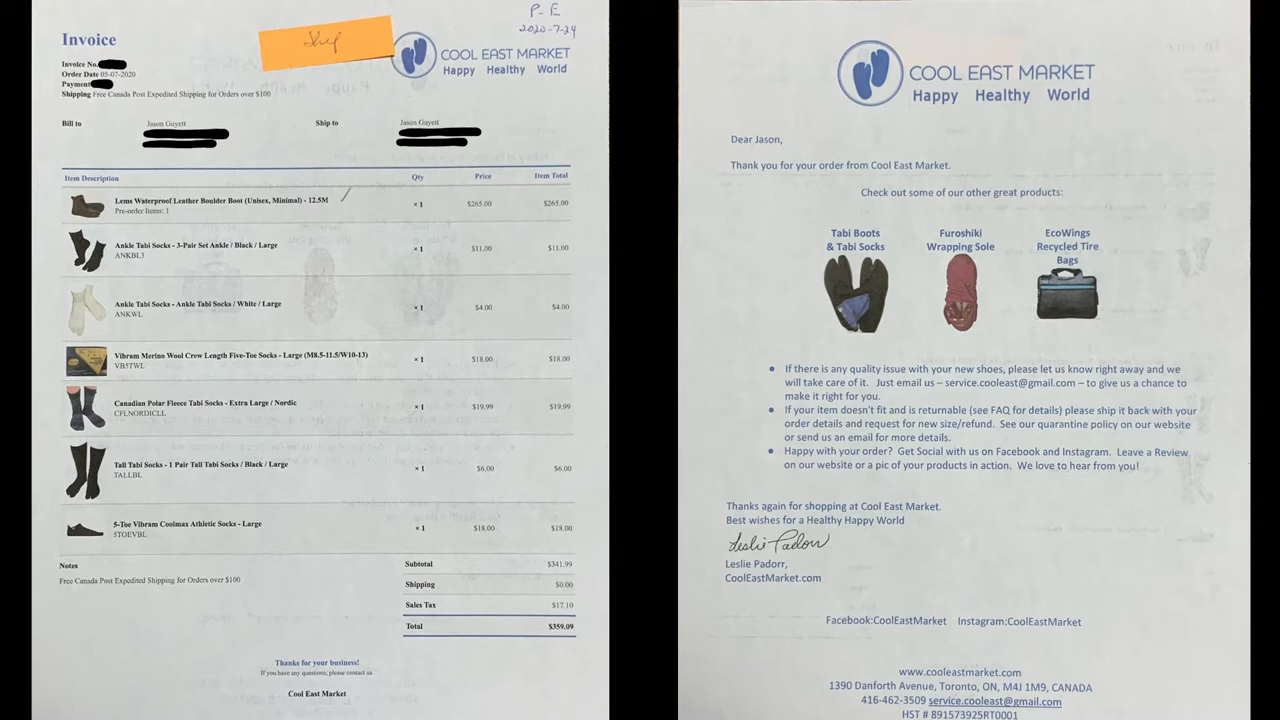 P-E
2020-7-24
Ship
Invoice
COOL EAST MARKET
Happy Healthy World
Invoice No.
Order Date 05-07-2020
Payment
Shipping Free Canada Post Expedited Shipping for Orders over $100
Bill to Jason Guyett Ship to Jason Guyett
Item Description Qty Price Item Total
Lems Waterproof Leather Boulder Boot (Unisex, Minimal) - 12.5M × 1 $265.00 $265.00
Pre-order Items: 1
Ankle Tabi Socks - 3-Pair Set Ankle / Black / Large × 1 $11.00 $11.00
ANKBL3
Ankle Tabi Socks - Ankle Tabi Socks / White / Large × 1 $4.00 $4.00
ANKWL
Vibram Merino Wool Crew Length Five-Toe Socks - Large (M8.5-11.5/W10-13) × 1 $18.00 $18.00
VB5TWL
Canadian Polar Fleece Tabi Socks - Extra Large / Nordic × 1 $19.99 $19.99
CFLNORDICLL
Tall Tabi Socks - 1 Pair Tall Tabi Socks / Black / Large × 1 $6.00 $6.00
TALLBL
5-Toe Vibram Coolmax Athletic Socks - Large × 1 $18.00 $18.00
5TOEVBL
Notes
Free Canada Post Expedited Shipping for Orders over $100
Subtotal $341.99
Shipping $0.00
Sales Tax $17.10
Total $359.09
Thanks for your business!
If you have any questions, please contact us.
Cool East Market
COOL EAST MARKET
Happy Healthy World
Dear Jason,
Thank you for your order from Cool East Market.
Check out some of our other great products:
Tabi Boots
& Tabi Socks
Furoshiki
Wrapping Sole
EcoWings
Recycled Tire
Bags
• If there is any quality issue with your new shoes, please let us know right away and we
will take care of it. Just email us – service.cooleast@gmail.com – to give us a chance to
make it right for you.
• If your item doesn't fit and is returnable (see FAQ for details) please ship it back with your
order details and request for new size/refund. See our quarantine policy on our website
or send us an email for more details.
• Happy with your order? Get Social with us on Facebook and Instagram. Leave a Review
on our website or a pic of your products in action. We love to hear from you!
Thanks again for shopping at Cool East Market.
Best wishes for a Healthy Happy World
Leslie Padorr
Leslie Padorr,
CoolEastMarket.com
Facebook:CoolEastMarket Instagram:CoolEastMarket
www.cooleastmarket.com
1390 Danforth Avenue, Toronto, ON, M4J 1M9, CANADA
416-462-3509 service.cooleast@gmail.com
HST # 891573925RT0001